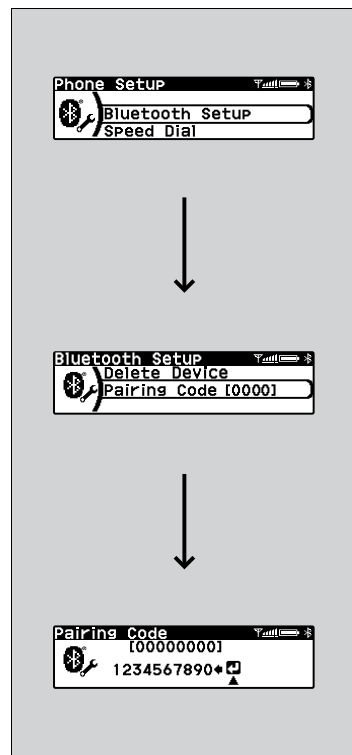 Phone Setup
Bluetooth Setup
Speed Dial
Bluetooth Setup
Delete Device
Pairing Code [0000]
Pairing Code
[00000000]
1234567890